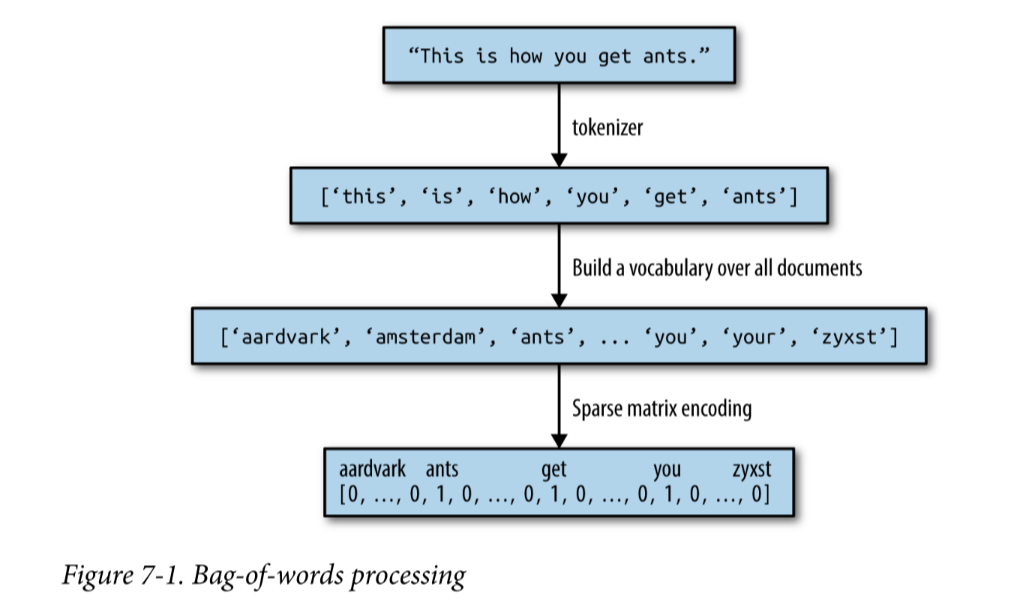 “This is how you get ants.”
tokenizer
[‘this’, ‘is’, ‘how’, ‘you’, ‘get’, ‘ants’]
Build a vocabulary over all documents
[‘aardvark’, ‘amsterdam’, ‘ants’, ... ‘you’, ‘your’, ‘zyxst’]
Sparse matrix encoding
aardvark ants get you zyxst
[0, ..., 0, 1, 0, ..., 0, 1, 0, ..., 0, 1, 0, ..., 0]
Figure 7-1. Bag-of-words processing